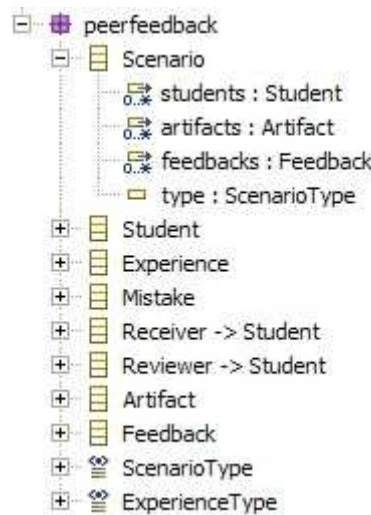 peerfeedback
Scenario
0..* students : Student
0..* artifacts : Artifact
0..* feedbacks : Feedback
type : ScenarioType
Student
Experience
Mistake
Receiver -> Student
Reviewer -> Student
Artifact
Feedback
ScenarioType
ExperienceType